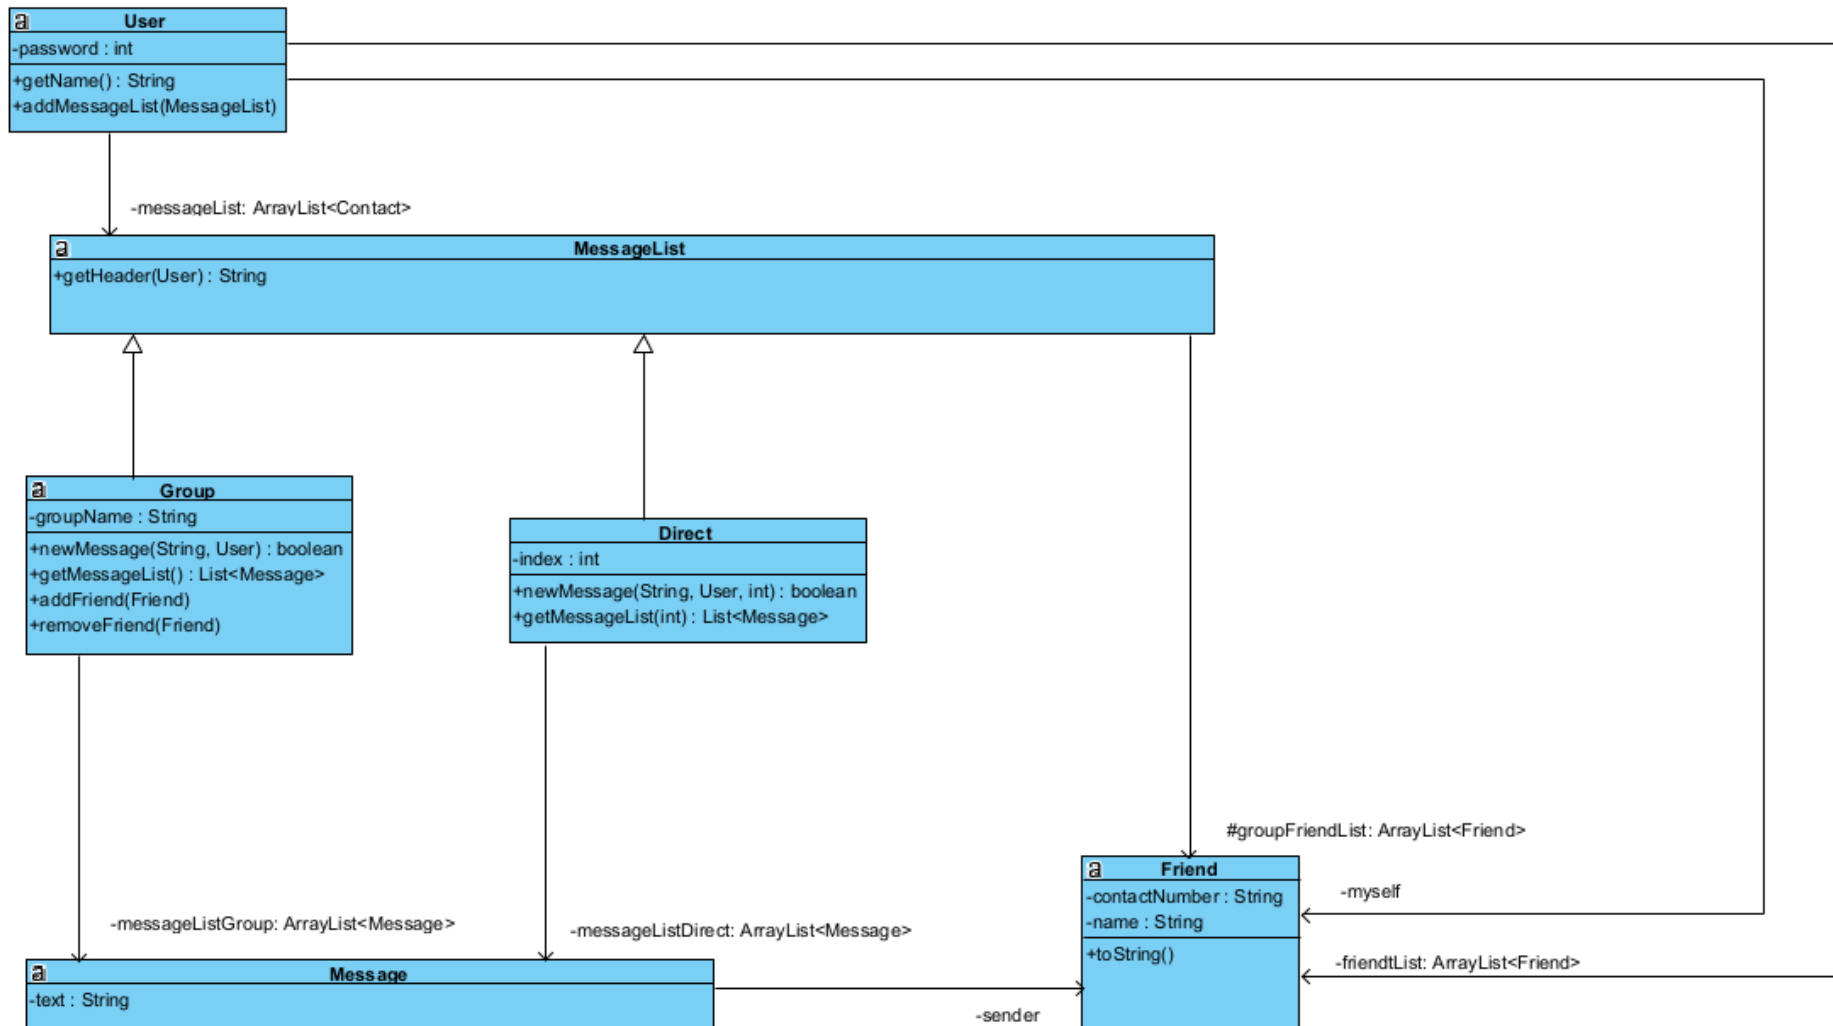 User
-password : int
+getName() : String
+addMessageList(MessageList)
-messageList: ArrayList<Contact>
MessageList
+getHeader(User) : String
Group
-groupName : String
+newMessage(String, User) : boolean
+getMessageList() : List<Message>
+addFriend(Friend)
+removeFriend(Friend)
Direct
-index : int
+newMessage(String, User, int) : boolean
+getMessageList(int) : List<Message>
#groupFriendList: ArrayList<Friend>
Friend
-contactNumber : String
-name : String
+toString()
-myself
-friendtList: ArrayList<Friend>
-messageListGroup: ArrayList<Message>
-messageListDirect: ArrayList<Message>
Message
-text : String
-sender